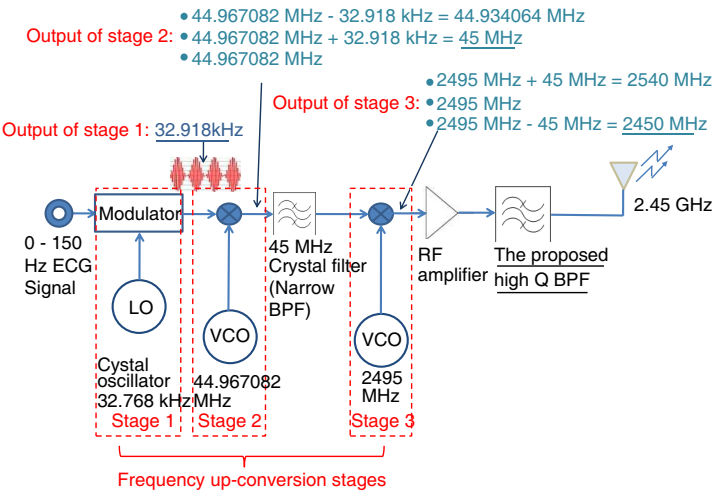 • 44.967082 MHz - 32.918 kHz = 44.934064 MHz
Output of stage 2: • 44.967082 MHz + 32.918 kHz = 45 MHz
• 44.967082 MHz
• 2495 MHz + 45 MHz = 2540 MHz
Output of stage 3: • 2495 MHz
• 2495 MHz - 45 MHz = 2450 MHz
Output of stage 1: 32.918kHz
Modulator
2.45 GHz
0 - 150
Hz ECG
Signal
45 MHz
Crystal filter
(Narrow
BPF)
RF
amplifier
The proposed
high Q BPF
LO
VCO
VCO
Cystal
oscillator
32.768 kHz
44.967082
MHz
2495
MHz
Stage 1
Stage 2
Stage 3
Frequency up-conversion stages